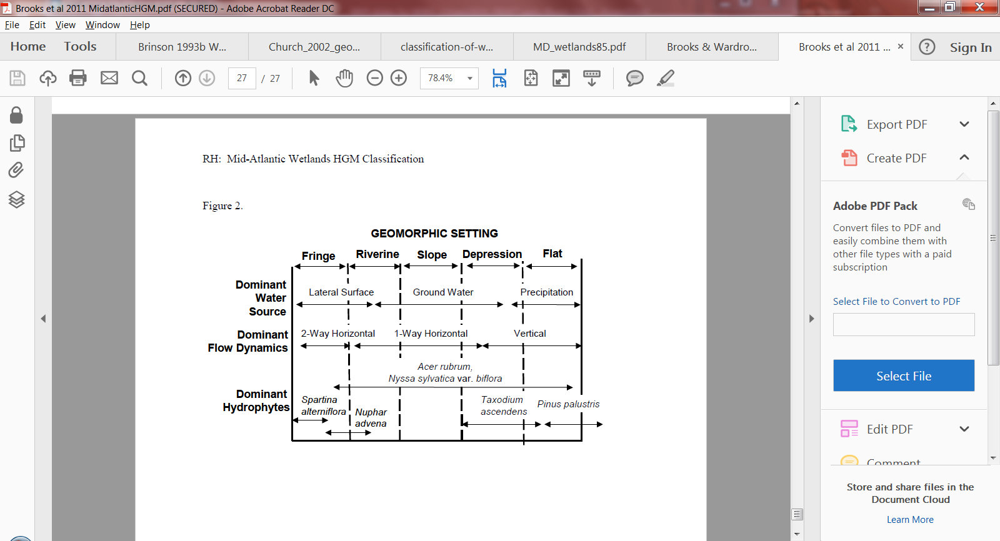 Brooks et al 2011 MidatlanticHGM.pdf (SECURED) - Adobe Acrobat Reader DC
File Edit View Window Help
Home Tools Brinson 1993b W... Church_2002_geo... classification-of-w... MD_wetlands85.pdf Brooks & Wardro... Brooks et al 2011 ... × ? Sign In
27 / 27 78.4%
RH: Mid-Atlantic Wetlands HGM Classification
Figure 2.
GEOMORPHIC SETTING
Fringe Riverine Slope Depression Flat
Dominant
Water
Source
Lateral Surface Ground Water Precipitation
Dominant
Flow Dynamics
2-Way Horizontal 1-Way Horizontal Vertical
Acer rubrum,
Nyssa sylvatica var. biflora
Dominant
Hydrophytes
Spartina
alterniflora
Nuphar
advena
Taxodium
ascendens
Pinus palustris
Export PDF
Create PDF
Adobe PDF Pack
Convert files to PDF and
easily combine them with
other file types with a paid
subscription
Select File to Convert to PDF
Select File
Edit PDF
Comment
Store and share files in the
Document Cloud
Learn More